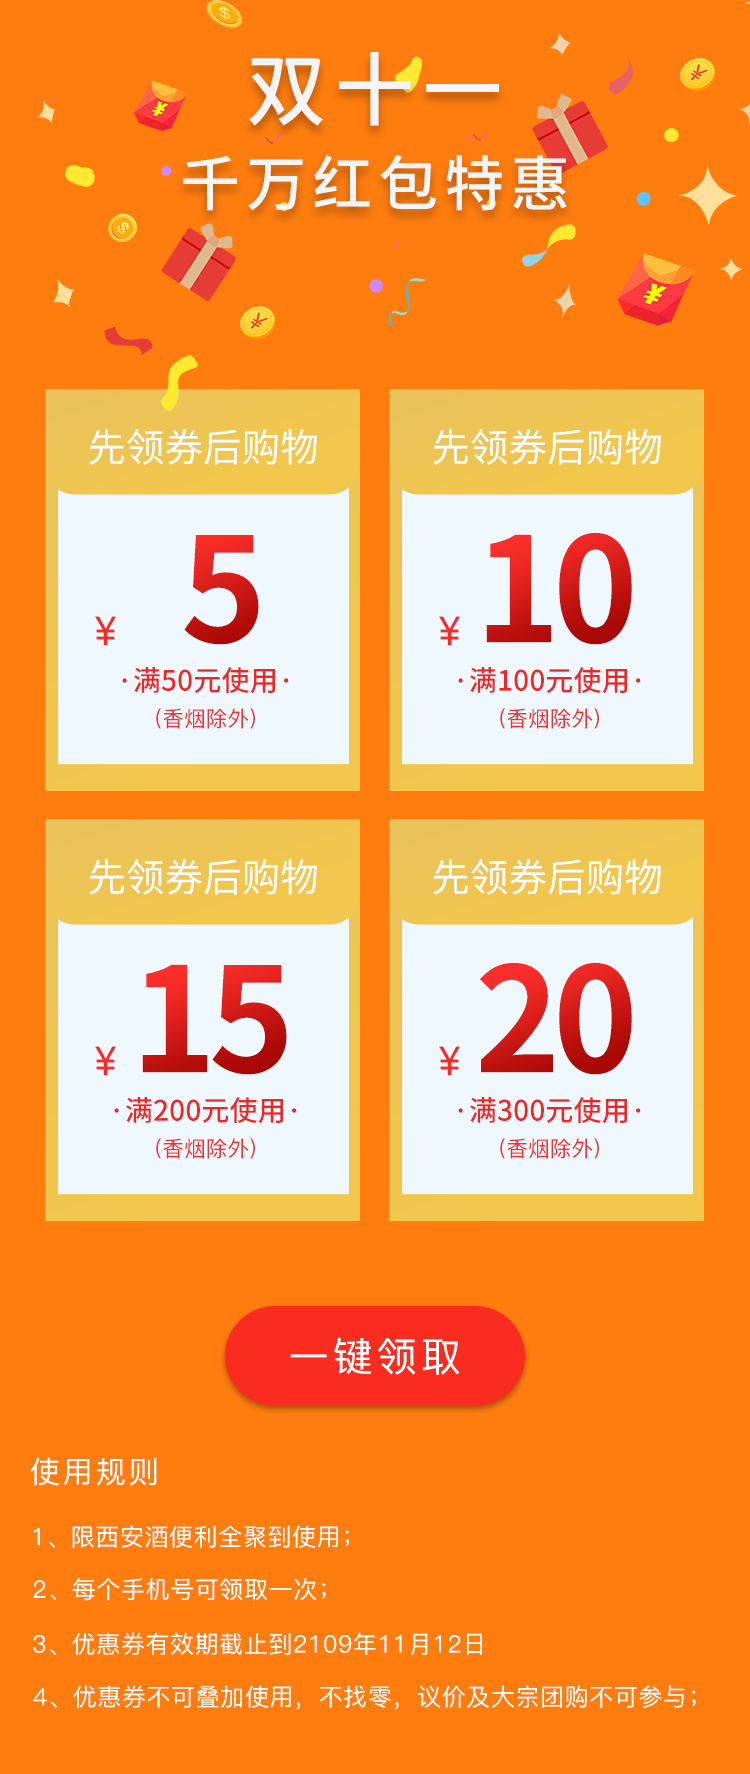 双十一
千万红包特惠
先领券后购物
¥ 5
·满50元使用·
(香烟除外)
先领券后购物
¥ 10
·满100元使用·
(香烟除外)
先领券后购物
¥ 15
·满200元使用·
(香烟除外)
先领券后购物
¥ 20
·满300元使用·
(香烟除外)
一键领取
使用规则
1、限西安酒便利全聚到使用；
2、每个手机号可领取一次；
3、优惠券有效期截止到2109年11月12日
4、优惠券不可叠加使用，不找零，议价及大宗团购不可参与；